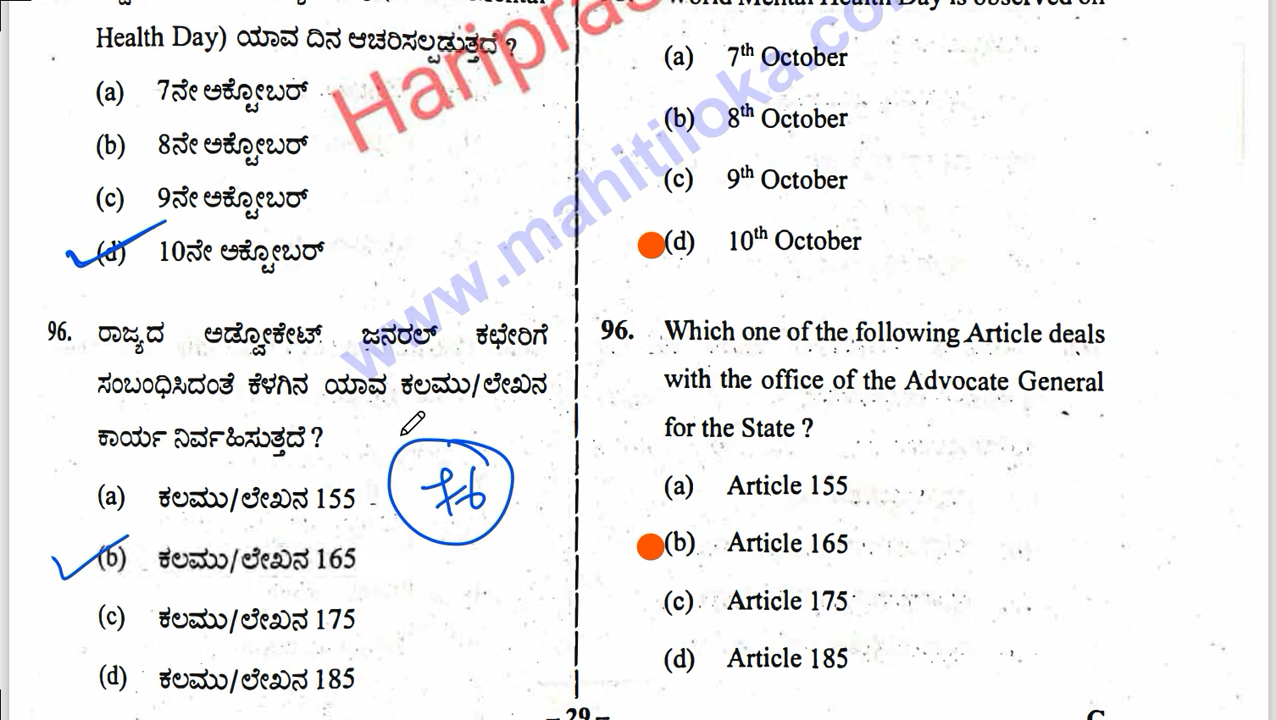 Health Day) ಯಾವ ದಿನ ಆಚರಿಸಲ್ಪಡುತ್ತದೆ ?
(a) 7ನೇ ಅಕ್ಟೋಬರ್
(b) 8ನೇ ಅಕ್ಟೋಬರ್
(c) 9ನೇ ಅಕ್ಟೋಬರ್
(d) 10ನೇ ಅಕ್ಟೋಬರ್
96. ರಾಜ್ಯದ ಅಡ್ವೋಕೇಟ್ ಜನರಲ್ ಕಛೇರಿಗೆ
ಸಂಬಂಧಿಸಿದಂತೆ ಕೆಳಗಿನ ಯಾವ ಕಲಮು/ಲೇಖನ
ಕಾರ್ಯ ನಿರ್ವಹಿಸುತ್ತದೆ ?
(a) ಕಲಮು/ಲೇಖನ 155
(b) ಕಲಮು/ಲೇಖನ 165
(c) ಕಲಮು/ಲೇಖನ 175
(d) ಕಲಮು/ಲೇಖನ 185
76
World Mental Health Day is observed on
(a) 7th October
(b) 8th October
(c) 9th October
(d) 10th October
96. Which one of the following Article deals
with the office of the Advocate General
for the State ?
(a) Article 155
(b) Article 165
(c) Article 175
(d) Article 185
– 29 –
C
Haripras
www.mahitiloka.com